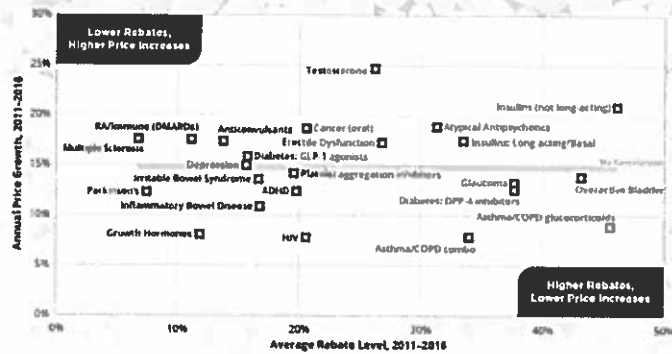 Lower Rebates,
Higher Price Increases
30%
25%
20%
15%
10%
5%
0%
Annual Price Growth, 2011–2016
Testosterone
Insulins (not long-acting)
RA/Immune (DMARDs)
Anticonvulsants
Cancer (oral)
Atypical Antipsychotics
Multiple Sclerosis
Erectile Dysfunction
Insulins: Long acting/Basal
Diabetes: GLP-1 agonists
Depression
Irritable Bowel Syndrome
aggregation inhibitors
Glaucoma
Overactive Bladder
Parkinson's
ADHD
Diabetes: DPP-4 inhibitors
Inflammatory Bowel Disease
Asthma/COPD glucocorticoids
Growth Hormones
HIV
Asthma/COPD combo
Higher Rebates,
Lower Price Increases
0%
10%
20%
30%
40%
50%
Average Rebate Level, 2011–2016